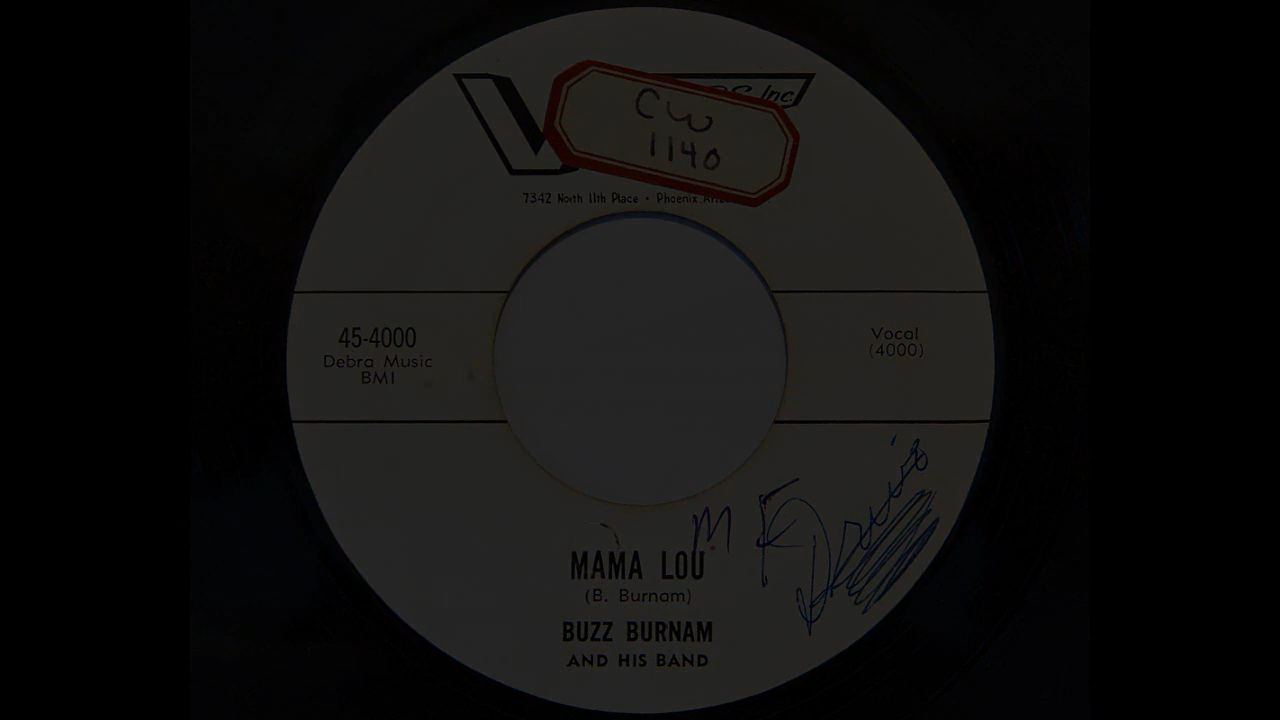 Inc.
CW
1140
7342 North 11th Place • Phoenix,
45-4000
Debra Music
BMI
Vocal
(4000)
M
MAMA LOU
(B. Burnam)
BUZZ BURNAM
AND HIS BAND